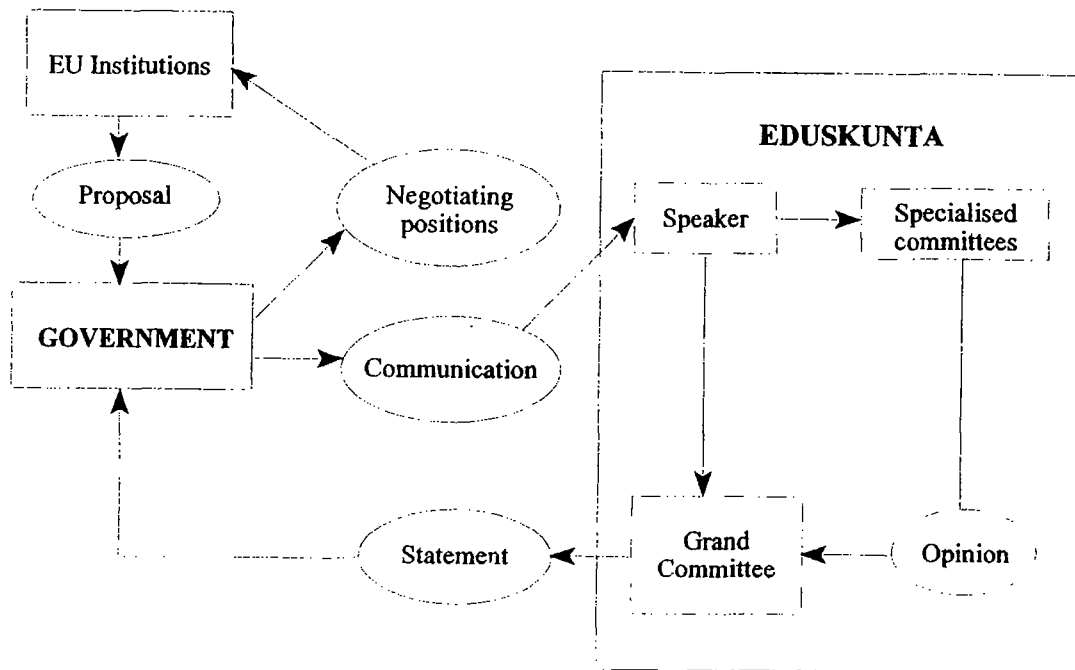 EU Institutions
EDUSKUNTA
Proposal
Negotiating
positions
Speaker
Specialised
committees
GOVERNMENT
Communication
Statement
Grand
Committee
Opinion